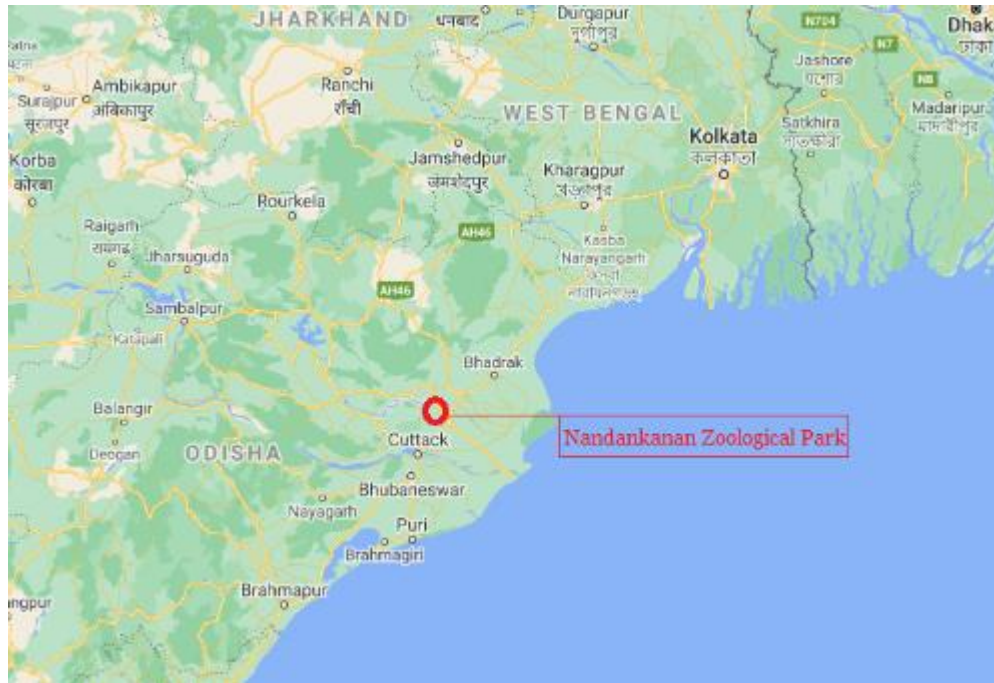 JHARKHAND
धनबाद
Durgapur
দুর্গাপুর
N704
Dhak
ঢাকা
N7
Jashore
যশোর
N8
Ambikapur
अंबिकापुर
Surajpur
सूरजपुर
Ranchi
राँची
WEST BENGAL
Kolkata
কলকাতা
Satkhira
সাতক্ষীরা
Madaripur
মাদারীপুর
Korba
कोरबा
Jamshedpur
जमशेदपुर
Kharagpur
খড়গপুর
Rourkela
Raigarh
रायगढ़
AH46
Kasba
Narayangarh
Jharsuguda
AH46
Sambalpur
Katapali
Bhadrak
Balangir
Deogan
ODISHA
Cuttack
Nandankanan Zoological Park
Bhubaneswar
Nayagarh
Puri
Brahmagiri
Brahmapur
angpur